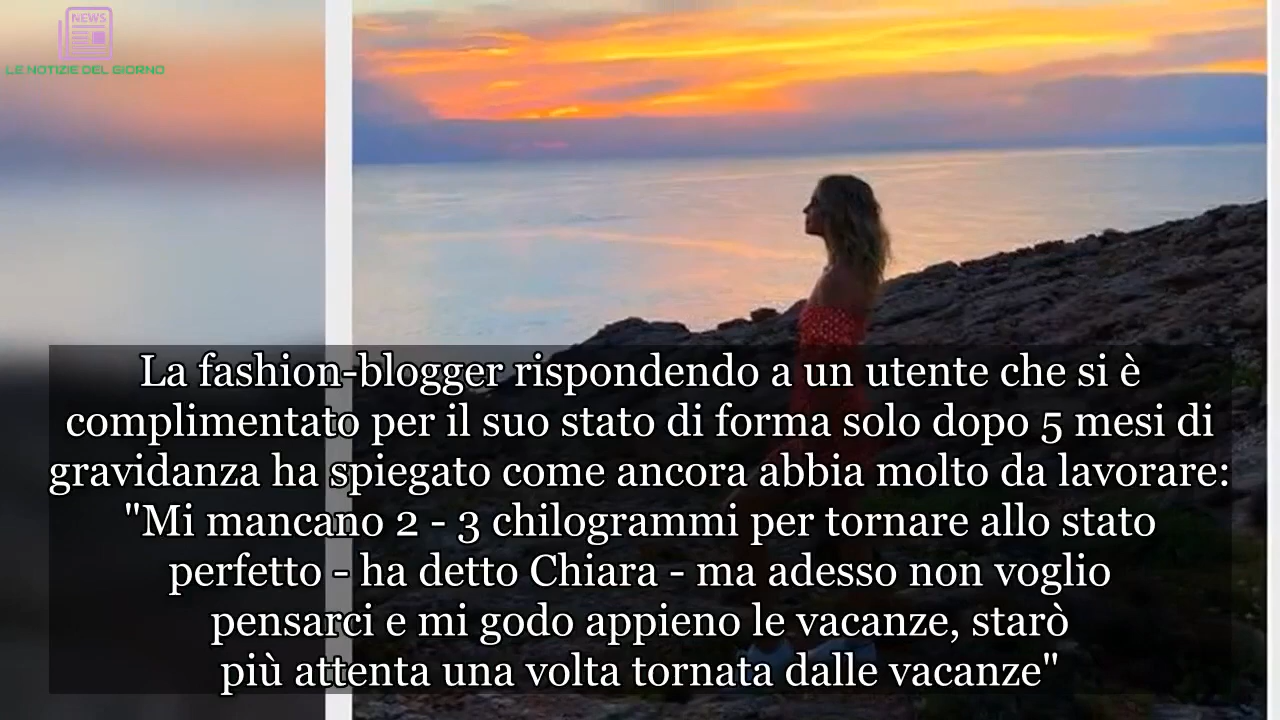 NEWS
LE NOTIZIE DEL GIORNO
La fashion-blogger rispondendo a un utente che si è
complimentato per il suo stato di forma solo dopo 5 mesi di
gravidanza ha spiegato come ancora abbia molto da lavorare:
"Mi mancano 2 - 3 chilogrammi per tornare allo stato
perfetto - ha detto Chiara - ma adesso non voglio
pensarci e mi godo appieno le vacanze, starò
più attenta una volta tornata dalle vacanze"